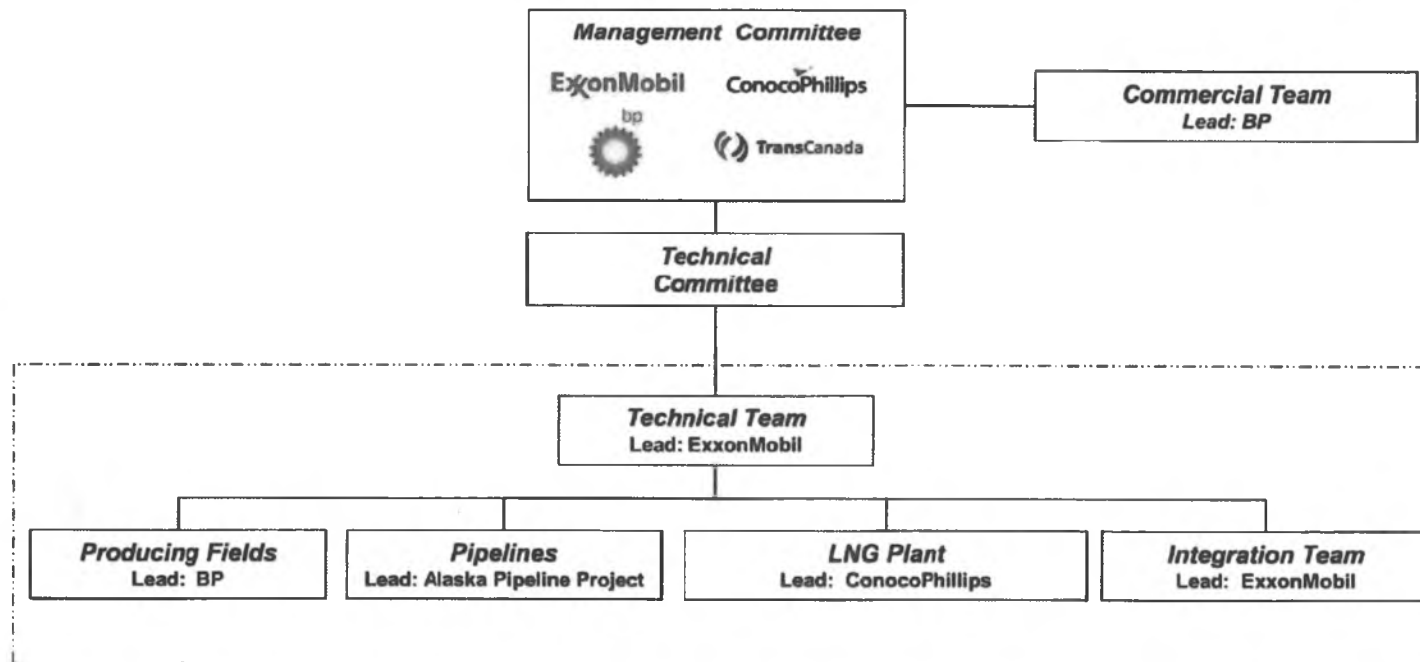 Management Committee
ExxonMobil
ConocoPhillips
bp
TransCanada
Commercial Team
Lead: BP
Technical
Committee
Technical Team
Lead: ExxonMobil
Producing Fields
Lead: BP
Pipelines
Lead: Alaska Pipeline Project
LNG Plant
Lead: ConocoPhillips
Integration Team
Lead: ExxonMobil